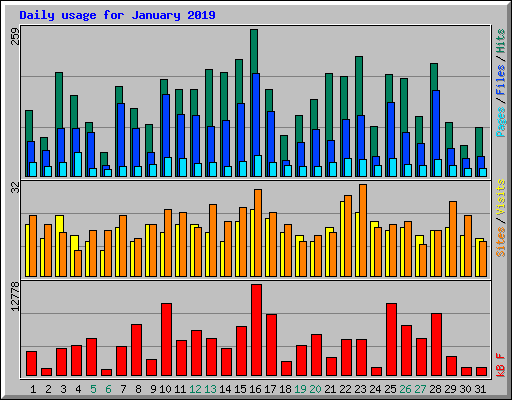 Daily usage for January 2019
259
Pages / Files / Hits
32
Sites / Visits
12778
kB F
1 2 3 4 5 6 7 8 9 10 11 12 13 14 15 16 17 18 19 20 21 22 23 24 25 26 27 28 29 30 31